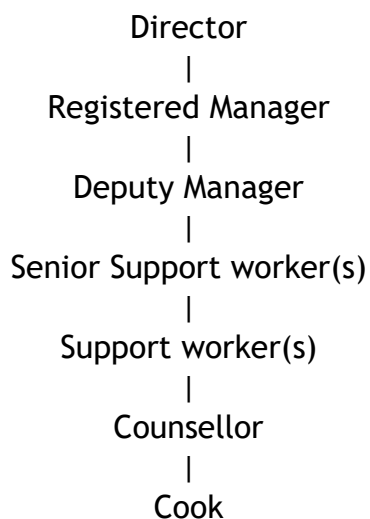 Director
|
Registered Manager
|
Deputy Manager
|
Senior Support worker(s)
|
Support worker(s)
|
Counsellor
|
Cook